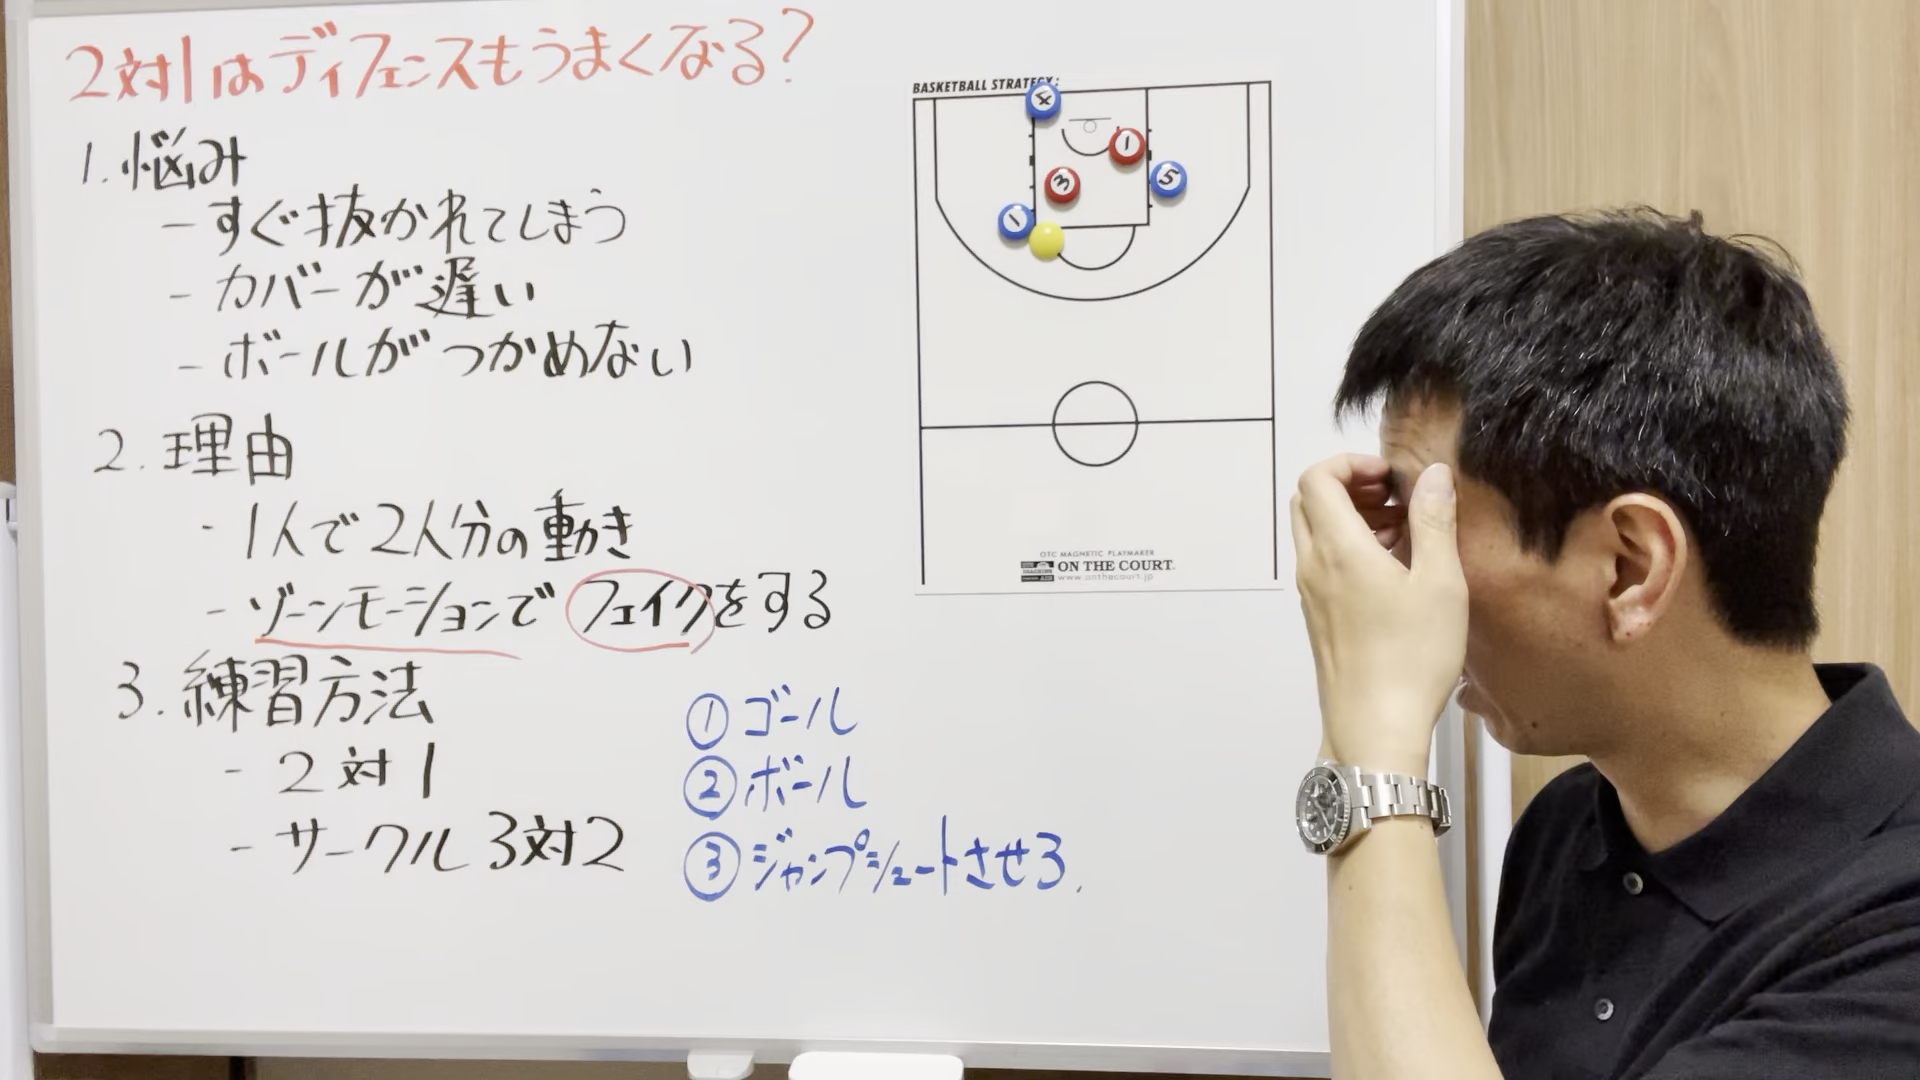 2対1はディフェンスもうまくなる?
1. 悩み
- すぐ抜かれてしまう
- カバーが遅い
- ボールがつかめない
2. 理由
- 1人で2人分の動き
- ゾーンモーションでフェイクをする
3. 練習方法
- 2対1
- サークル3対2
① ゴール
② ボール
③ ジャンプシュートさせろ.
BASKETBALL STRATEGY:
4
1
3
5
1
OTC MAGNETIC PLAYMAKER
ON THE COURT.
www.onthecourt.jp